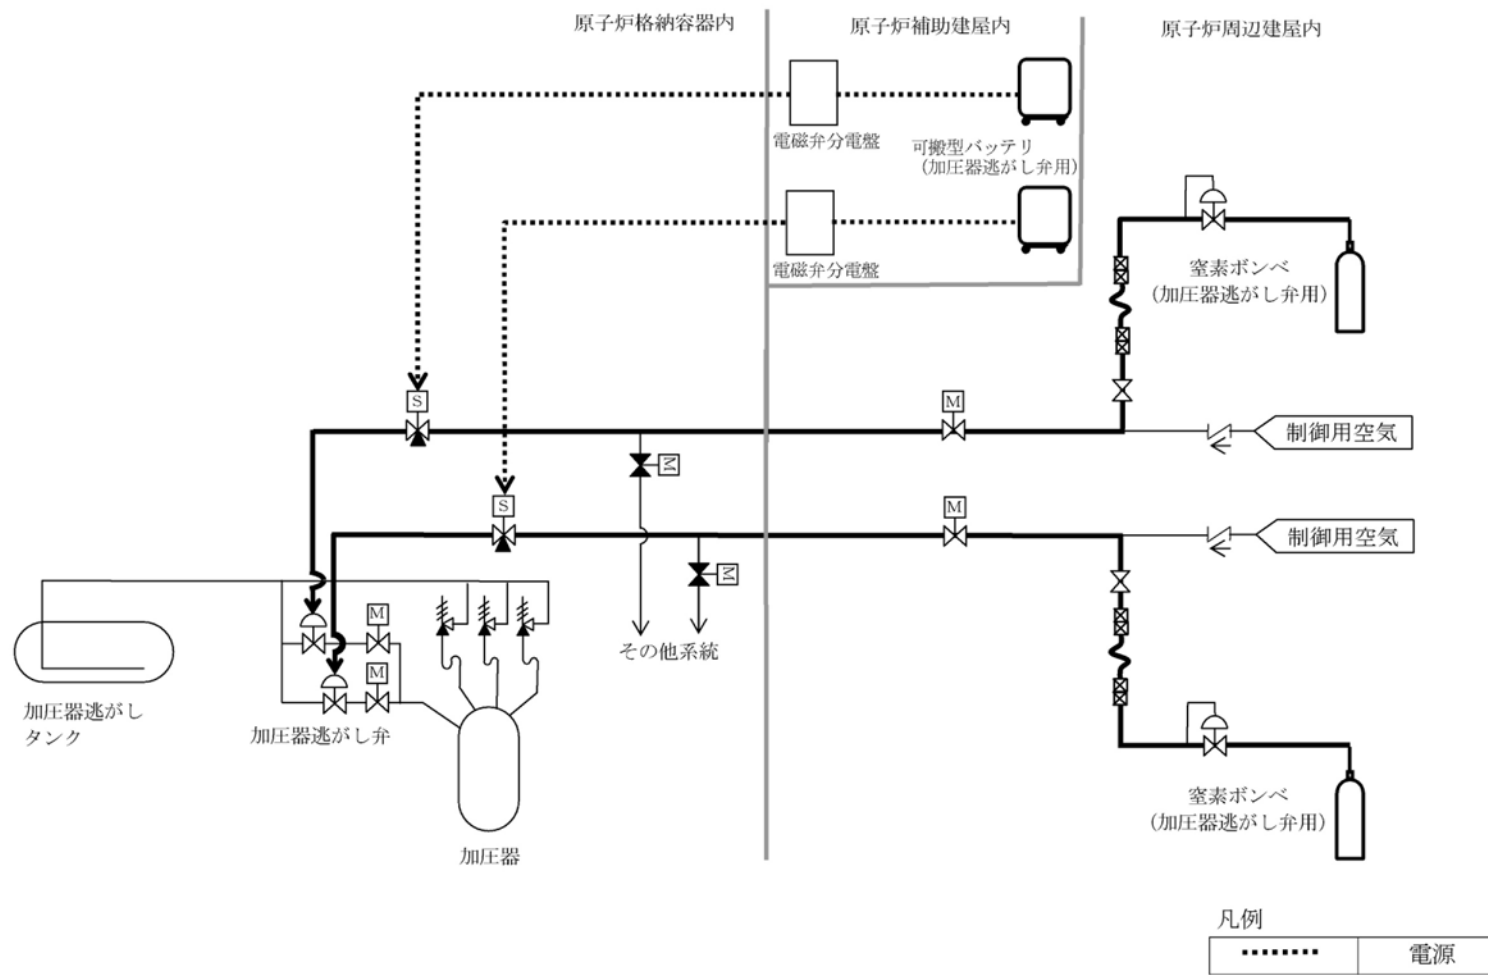 原子炉格納容器内
原子炉補助建屋内
原子炉周辺建屋内
電磁弁分電盤
可搬型バッテリ
（加圧器逃がし弁用）
電磁弁分電盤
窒素ボンベ
（加圧器逃がし弁用）
S
M
制御用空気
M
S
M
制御用空気
M
M
M
その他系統
加圧器逃がし
タンク
加圧器逃がし弁
加圧器
窒素ボンベ
（加圧器逃がし弁用）
凡例
電源